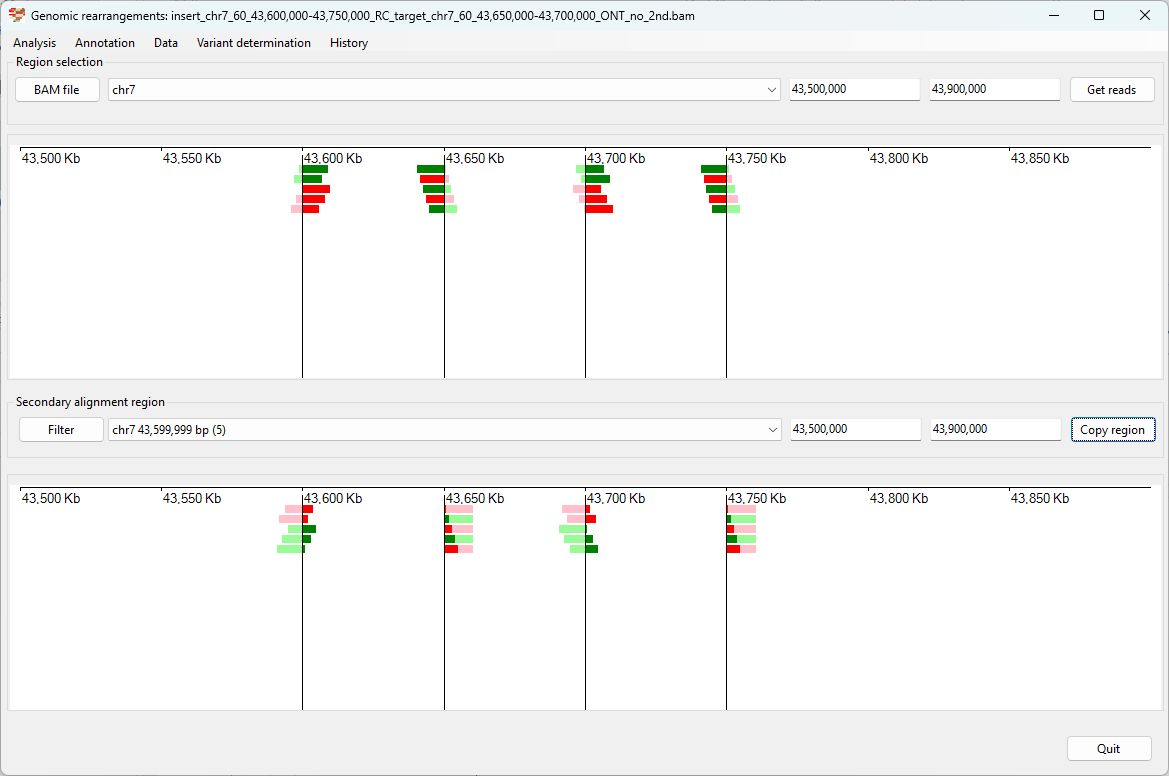 Genomic rearrangements: insert_chr7_60_43,600,000-43,750,000_RC_target_chr7_60_43,650,000-43,700,000_ONT_no_2nd.bam
Analysis Annotation Data Variant determination History
Region selection
BAM file chr7 43,500,000 43,900,000 Get reads
43,500 Kb 43,550 Kb 43,600 Kb 43,650 Kb 43,700 Kb 43,750 Kb 43,800 Kb 43,850 Kb
Secondary alignment region
Filter chr7 43,599,999 bp (5) 43,500,000 43,900,000 Copy region
43,500 Kb 43,550 Kb 43,600 Kb 43,650 Kb 43,700 Kb 43,750 Kb 43,800 Kb 43,850 Kb
Quit